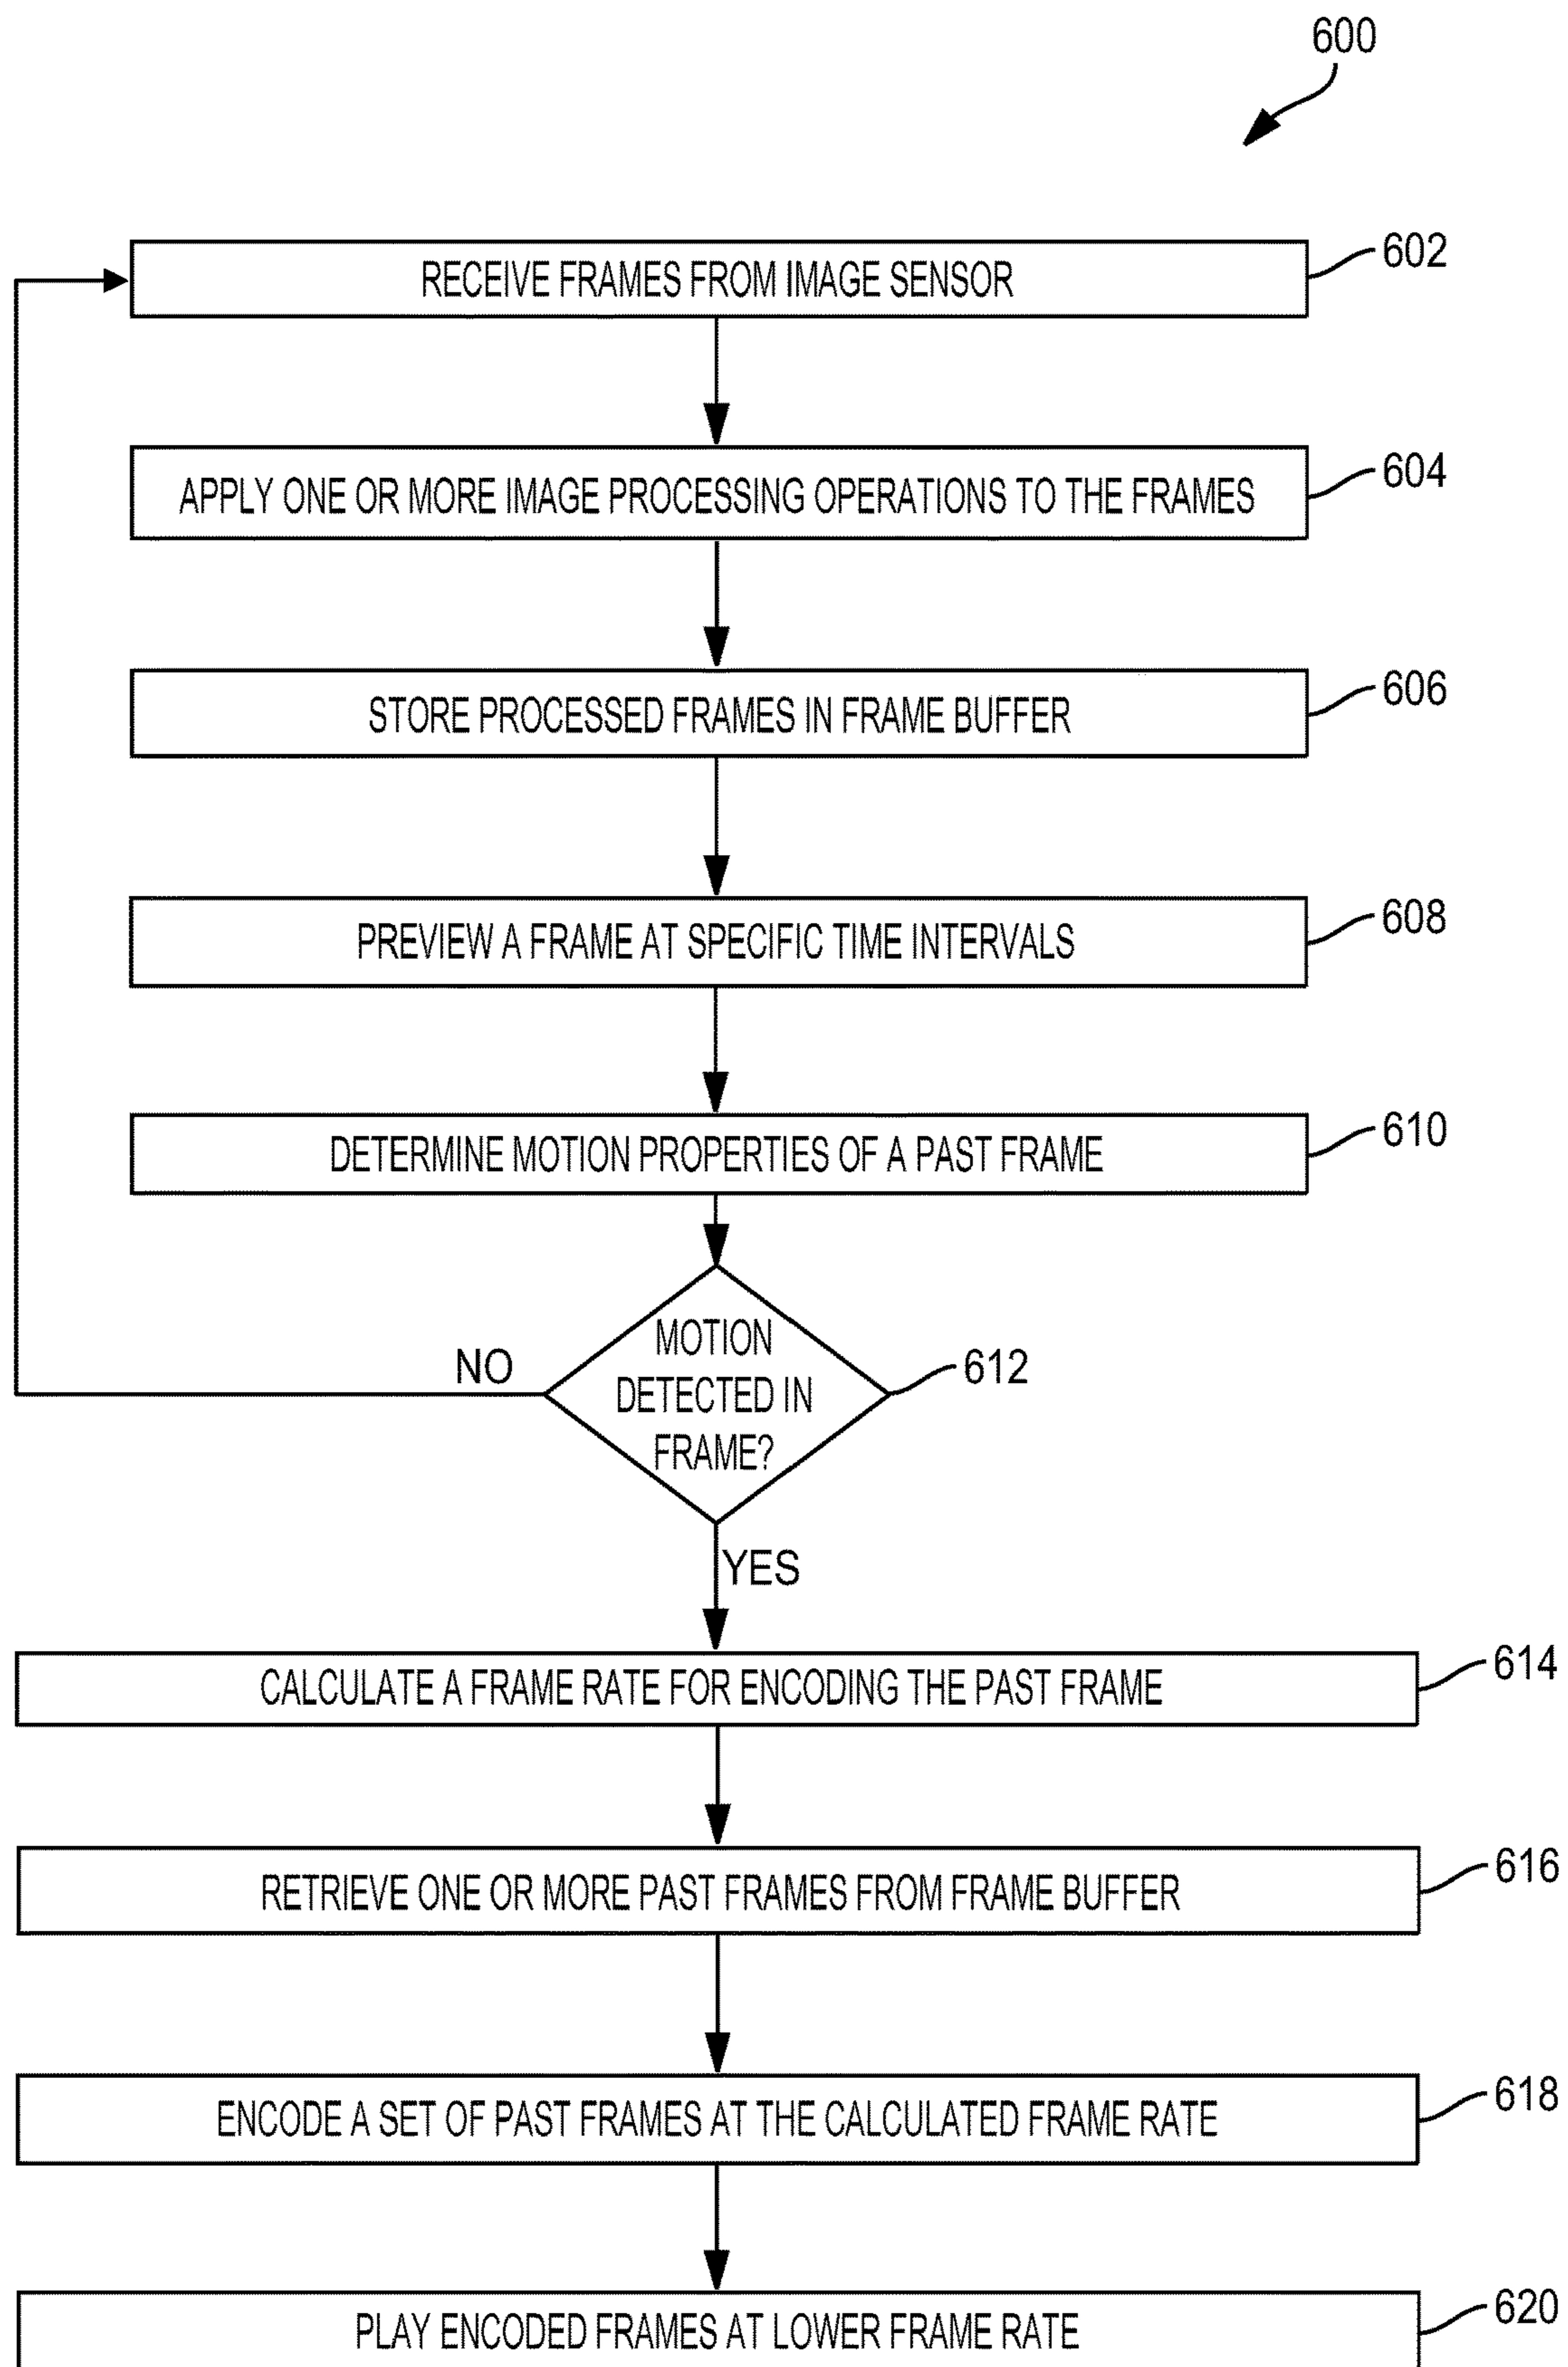 600
RECEIVE FRAMES FROM IMAGE SENSOR
602
APPLY ONE OR MORE IMAGE PROCESSING OPERATIONS TO THE FRAMES
604
STORE PROCESSED FRAMES IN FRAME BUFFER
606
PREVIEW A FRAME AT SPECIFIC TIME INTERVALS
608
DETERMINE MOTION PROPERTIES OF A PAST FRAME
610
MOTION
DETECTED IN
FRAME?
612
NO
YES
CALCULATE A FRAME RATE FOR ENCODING THE PAST FRAME
614
RETRIEVE ONE OR MORE PAST FRAMES FROM FRAME BUFFER
616
ENCODE A SET OF PAST FRAMES AT THE CALCULATED FRAME RATE
618
PLAY ENCODED FRAMES AT LOWER FRAME RATE
620